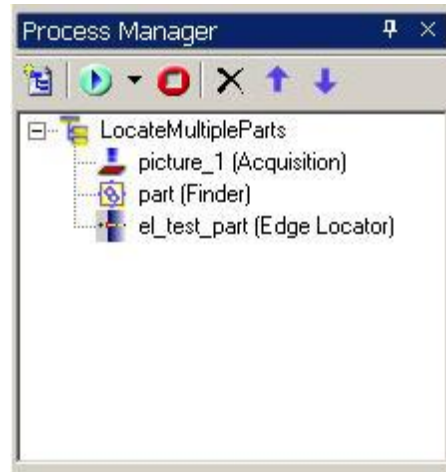 Process Manager
LocateMultipleParts
picture_1 (Acquisition)
part (Finder)
el_test_part (Edge Locator)